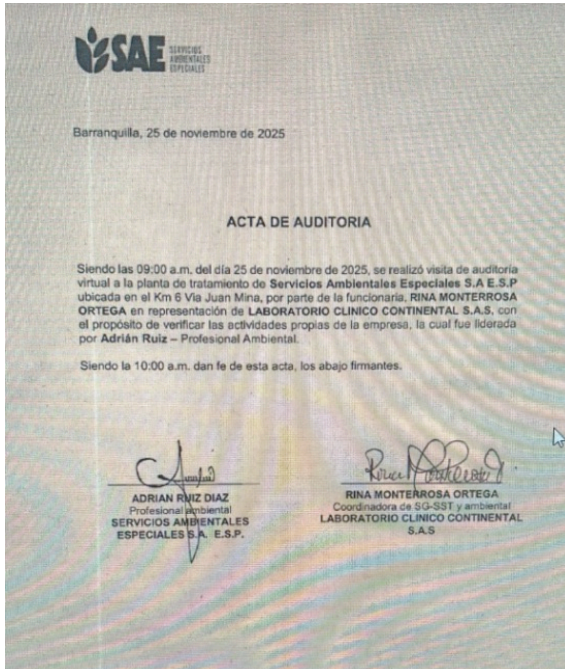 SAE SERVICIOS
AMBIENTALES
ESPECIALES
Barranquilla, 25 de noviembre de 2025
ACTA DE AUDITORIA
Siendo las 09:00 a.m. del día 25 de noviembre de 2025, se realizó visita de auditoría
virtual a la planta de tratamiento de Servicios Ambientales Especiales S.A E.S.P
ubicada en el Km 6 Vía Juan Mina, por parte de la funcionaria, RINA MONTERROSA
ORTEGA en representación de LABORATORIO CLINICO CONTINENTAL S.A.S, con
el propósito de verificar las actividades propias de la empresa, la cual fue liderada
por Adrián Ruiz – Profesional Ambiental.
Siendo la 10:00 a.m. dan fe de esta acta, los abajo firmantes.
ADRIAN RUIZ DIAZ
Profesional ambiental
SERVICIOS AMBIENTALES
ESPECIALES S.A. E.S.P.
RINA MONTERROSA ORTEGA
Coordinadora de SG-SST y ambiental
LABORATORIO CLINICO CONTINENTAL
S.A.S